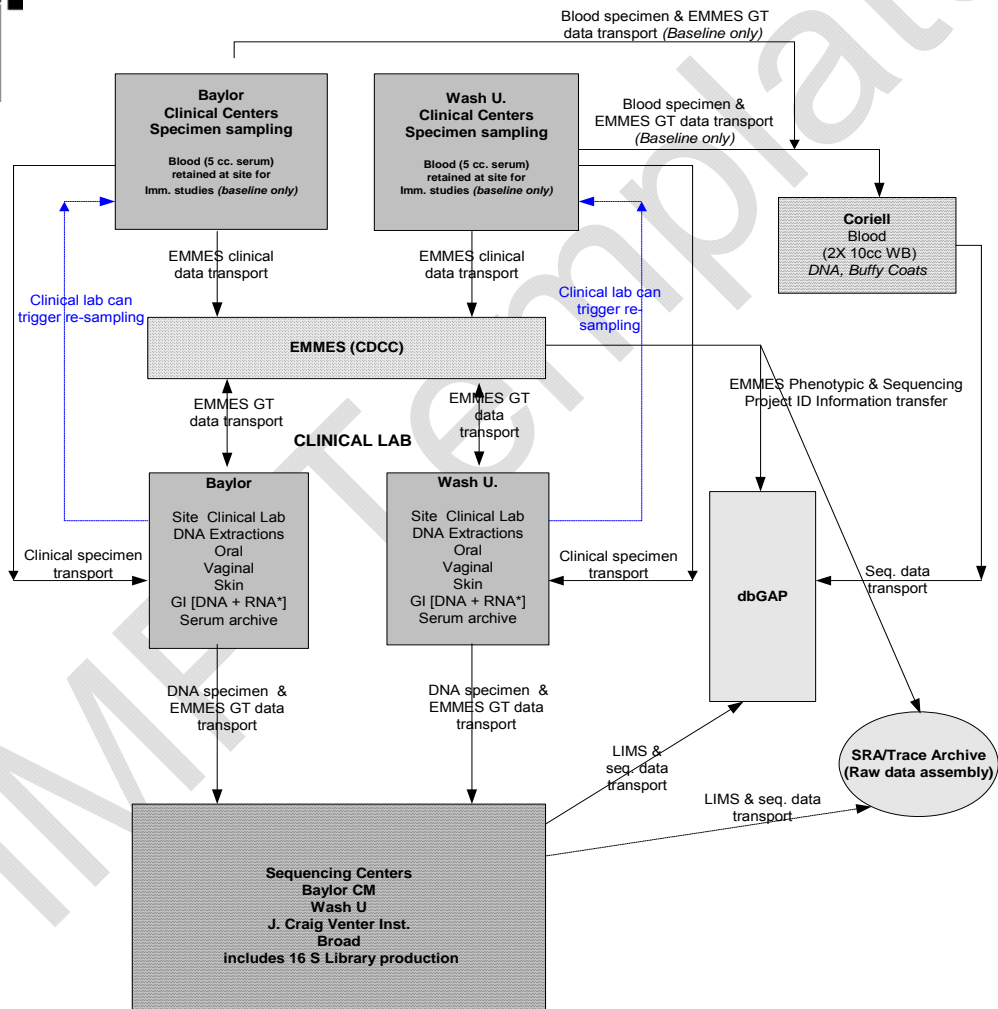 Blood specimen & EMMES GT
data transport (Baseline only)
Baylor
Clinical Centers
Specimen sampling
Blood (5 cc. serum)
retained at site for
Imm. studies (baseline only)
Wash U.
Clinical Centers
Specimen sampling
Blood (5 cc. serum)
retained at site for
Imm. studies (baseline only)
Blood specimen &
EMMES GT data transport
(Baseline only)
Coriell
Blood
(2X 10cc WB)
DNA, Buffy Coats
EMMES clinical
data transport
EMMES clinical
data transport
Clinical lab can
trigger re-sampling
Clinical lab can
trigger re-
sampling
EMMES (CDCC)
EMMES Phenotypic & Sequencing
Project ID Information transfer
EMMES GT
data transport
EMMES GT
data
transport
CLINICAL LAB
Baylor
Site Clinical Lab
DNA Extractions
Oral
Vaginal
Skin
GI [DNA + RNA*]
Serum archive
Wash U.
Site Clinical Lab
DNA Extractions
Oral
Vaginal
Skin
GI [DNA + RNA*]
Serum archive
Clinical specimen
transport
Clinical specimen
transport
dbGAP
Seq. data
transport
DNA specimen &
EMMES GT data
transport
DNA specimen &
EMMES GT data
transport
LIMS &
seq. data
transport
SRA/Trace Archive
(Raw data assembly)
LIMS & seq. data
transport
Sequencing Centers
Baylor CM
Wash U
J. Craig Venter Inst.
Broad
includes 16 S Library production